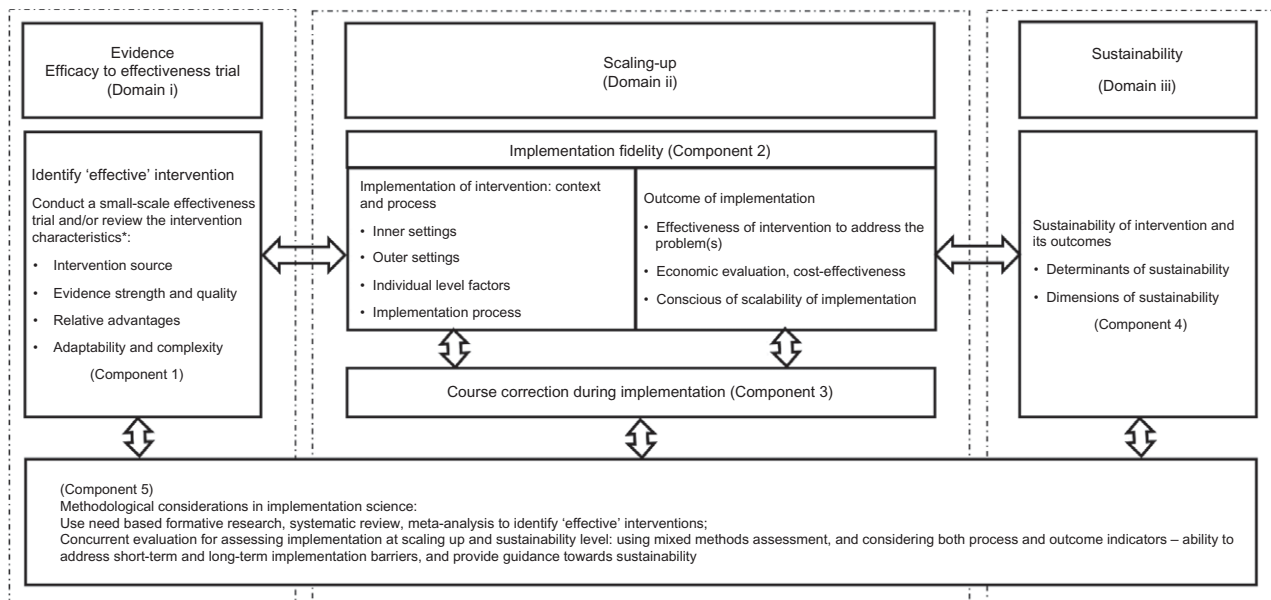 Evidence
Efficacy to effectiveness trial
(Domain i)
Scaling-up
(Domain ii)
Sustainability
(Domain iii)
Identify ‘effective’ intervention
Conduct a small-scale effectiveness
trial and/or review the intervention
characteristics*:
• Intervention source
• Evidence strength and quality
• Relative advantages
• Adaptability and complexity
(Component 1)
Implementation fidelity (Component 2)
Implementation of intervention: context
and process
• Inner settings
• Outer settings
• Individual level factors
• Implementation process
Outcome of implementation
• Effectiveness of intervention to address the
problem(s)
• Economic evaluation, cost-effectiveness
• Conscious of scalability of implementation
Course correction during implementation (Component 3)
Sustainability of intervention and
its outcomes
• Determinants of sustainability
• Dimensions of sustainability
(Component 4)
(Component 5)
Methodological considerations in implementation science:
Use need based formative research, systematic review, meta-analysis to identify ‘effective’ interventions;
Concurrent evaluation for assessing implementation at scaling up and sustainability level: using mixed methods assessment, and considering both process and outcome indicators – ability to
address short-term and long-term implementation barriers, and provide guidance towards sustainability